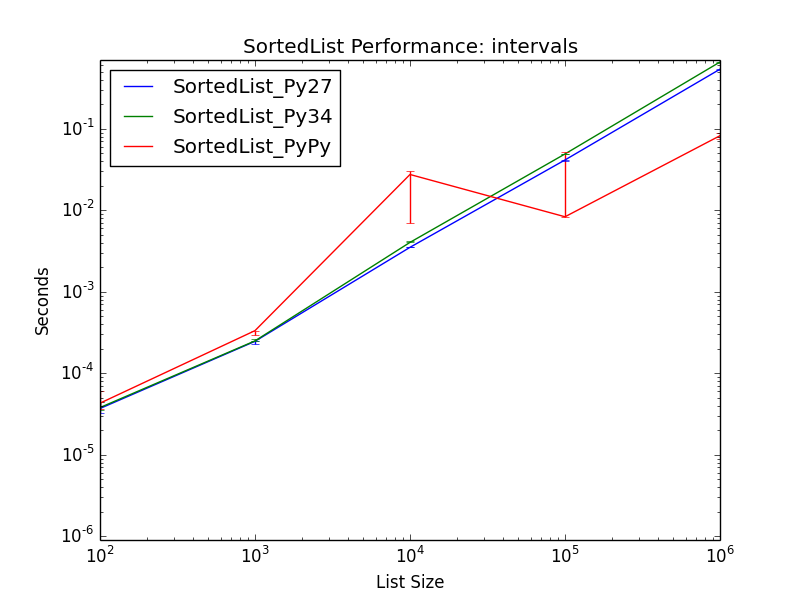 SortedList Performance: intervals
SortedList_Py27
SortedList_Py34
SortedList_PyPy
10^-1
10^-2
10^-3
10^-4
10^-5
10^-6
Seconds
10^2 10^3 10^4 10^5 10^6
List Size